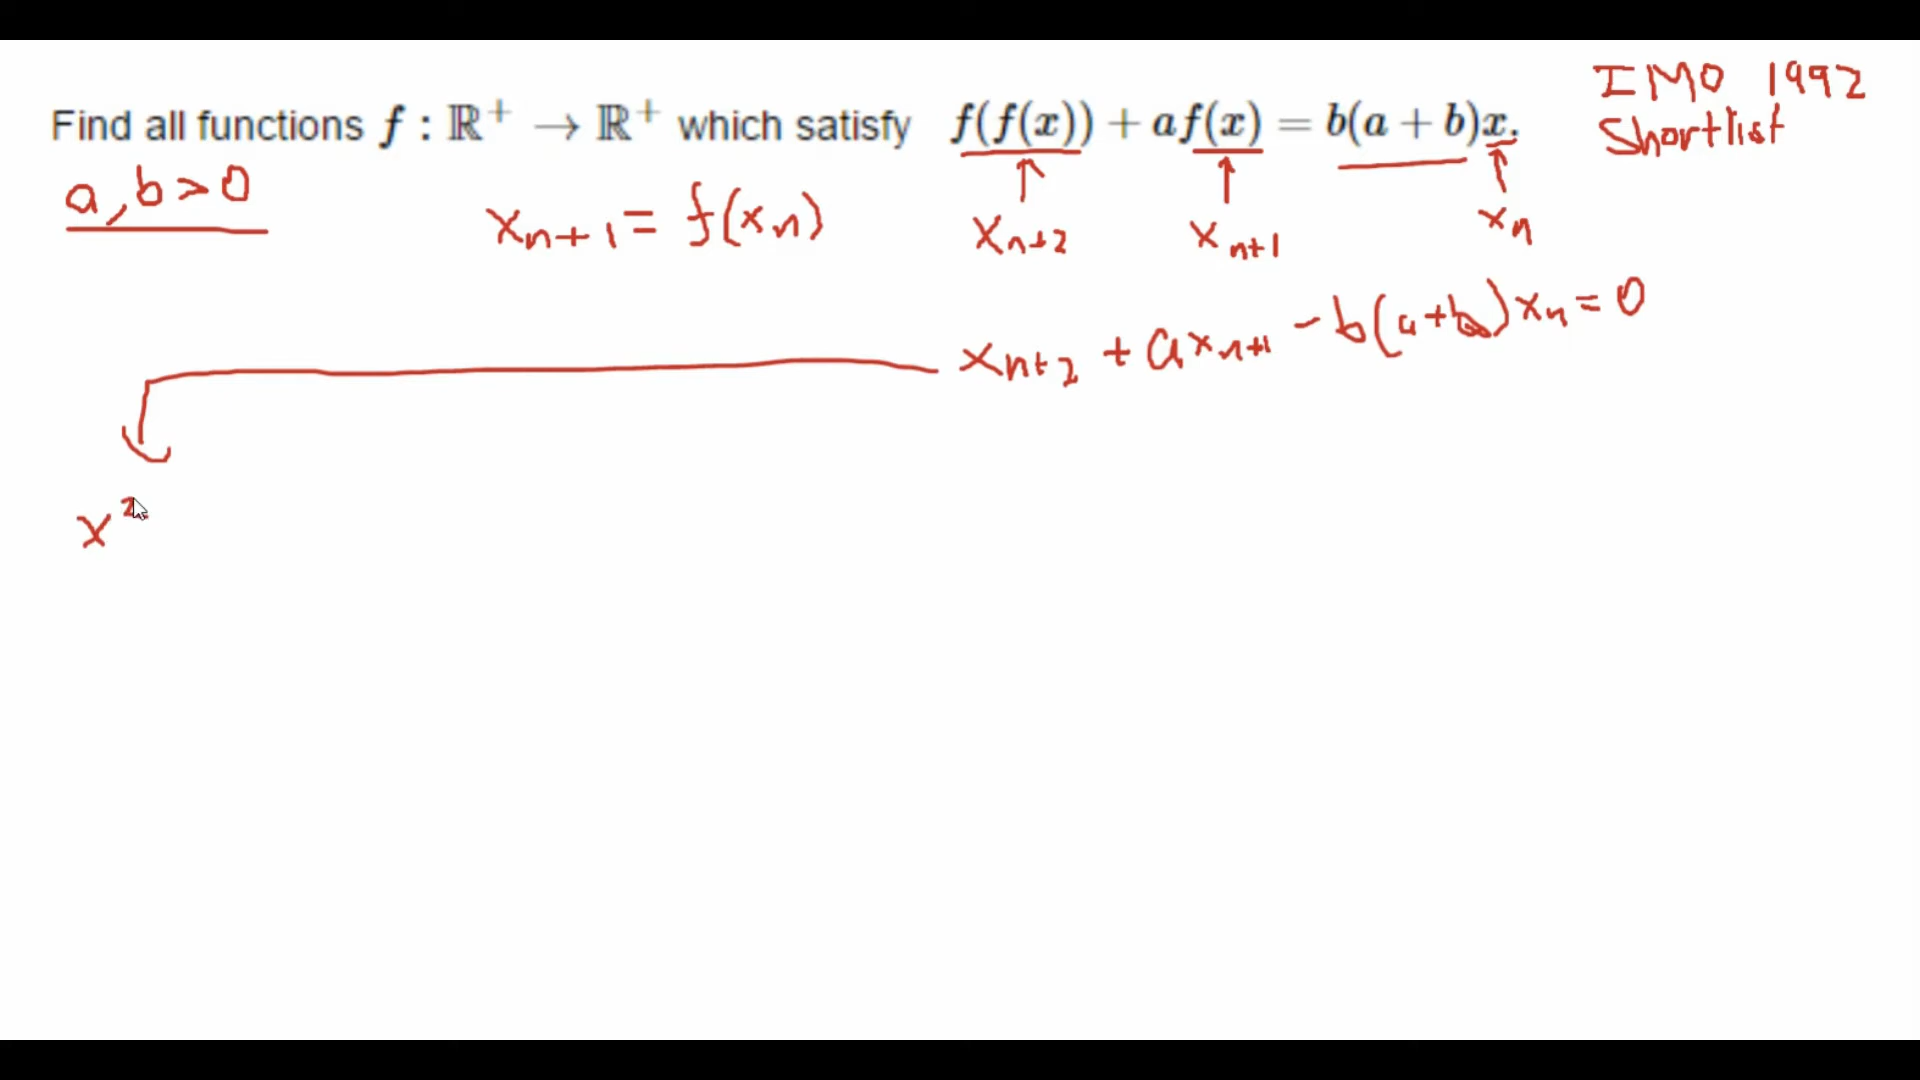 Find all functions f : ℝ⁺ → ℝ⁺ which satisfy f(f(x)) + af(x) = b(a + b)x.
IMO 1992
Shortlist
a, b > 0
xₙ₊₁ = f(xₙ)
↑ ↑ ↑
xₙ₊₂ xₙ₊₁ xₙ
xₙ₊₂ + axₙ₊₁ − b(a+b)xₙ = 0
x²